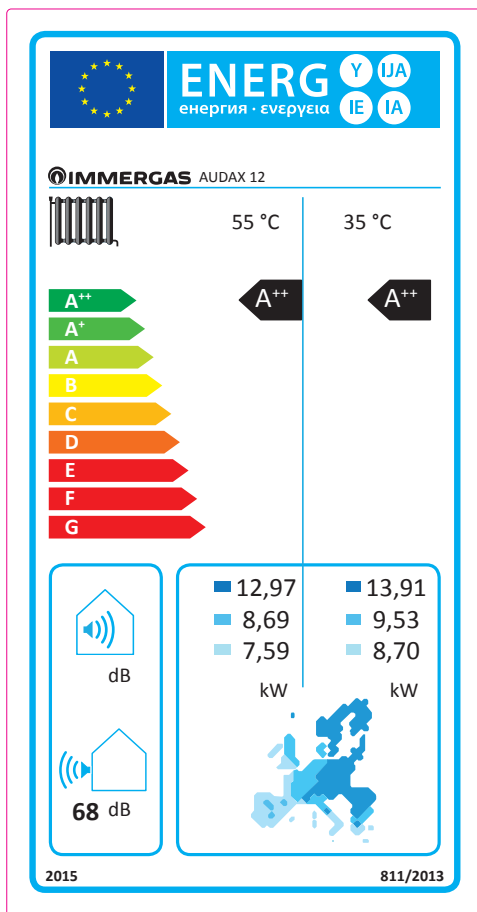 ENERG Y IJA
енергия · ενεργεια IE IA
IMMERGAS AUDAX 12
55 °C 35 °C
A++ A++ A++
A+
A
B
C
D
E
F
G
12,97 13,91
8,69 9,53
7,59 8,70
kW kW
dB
68 dB
2015 811/2013